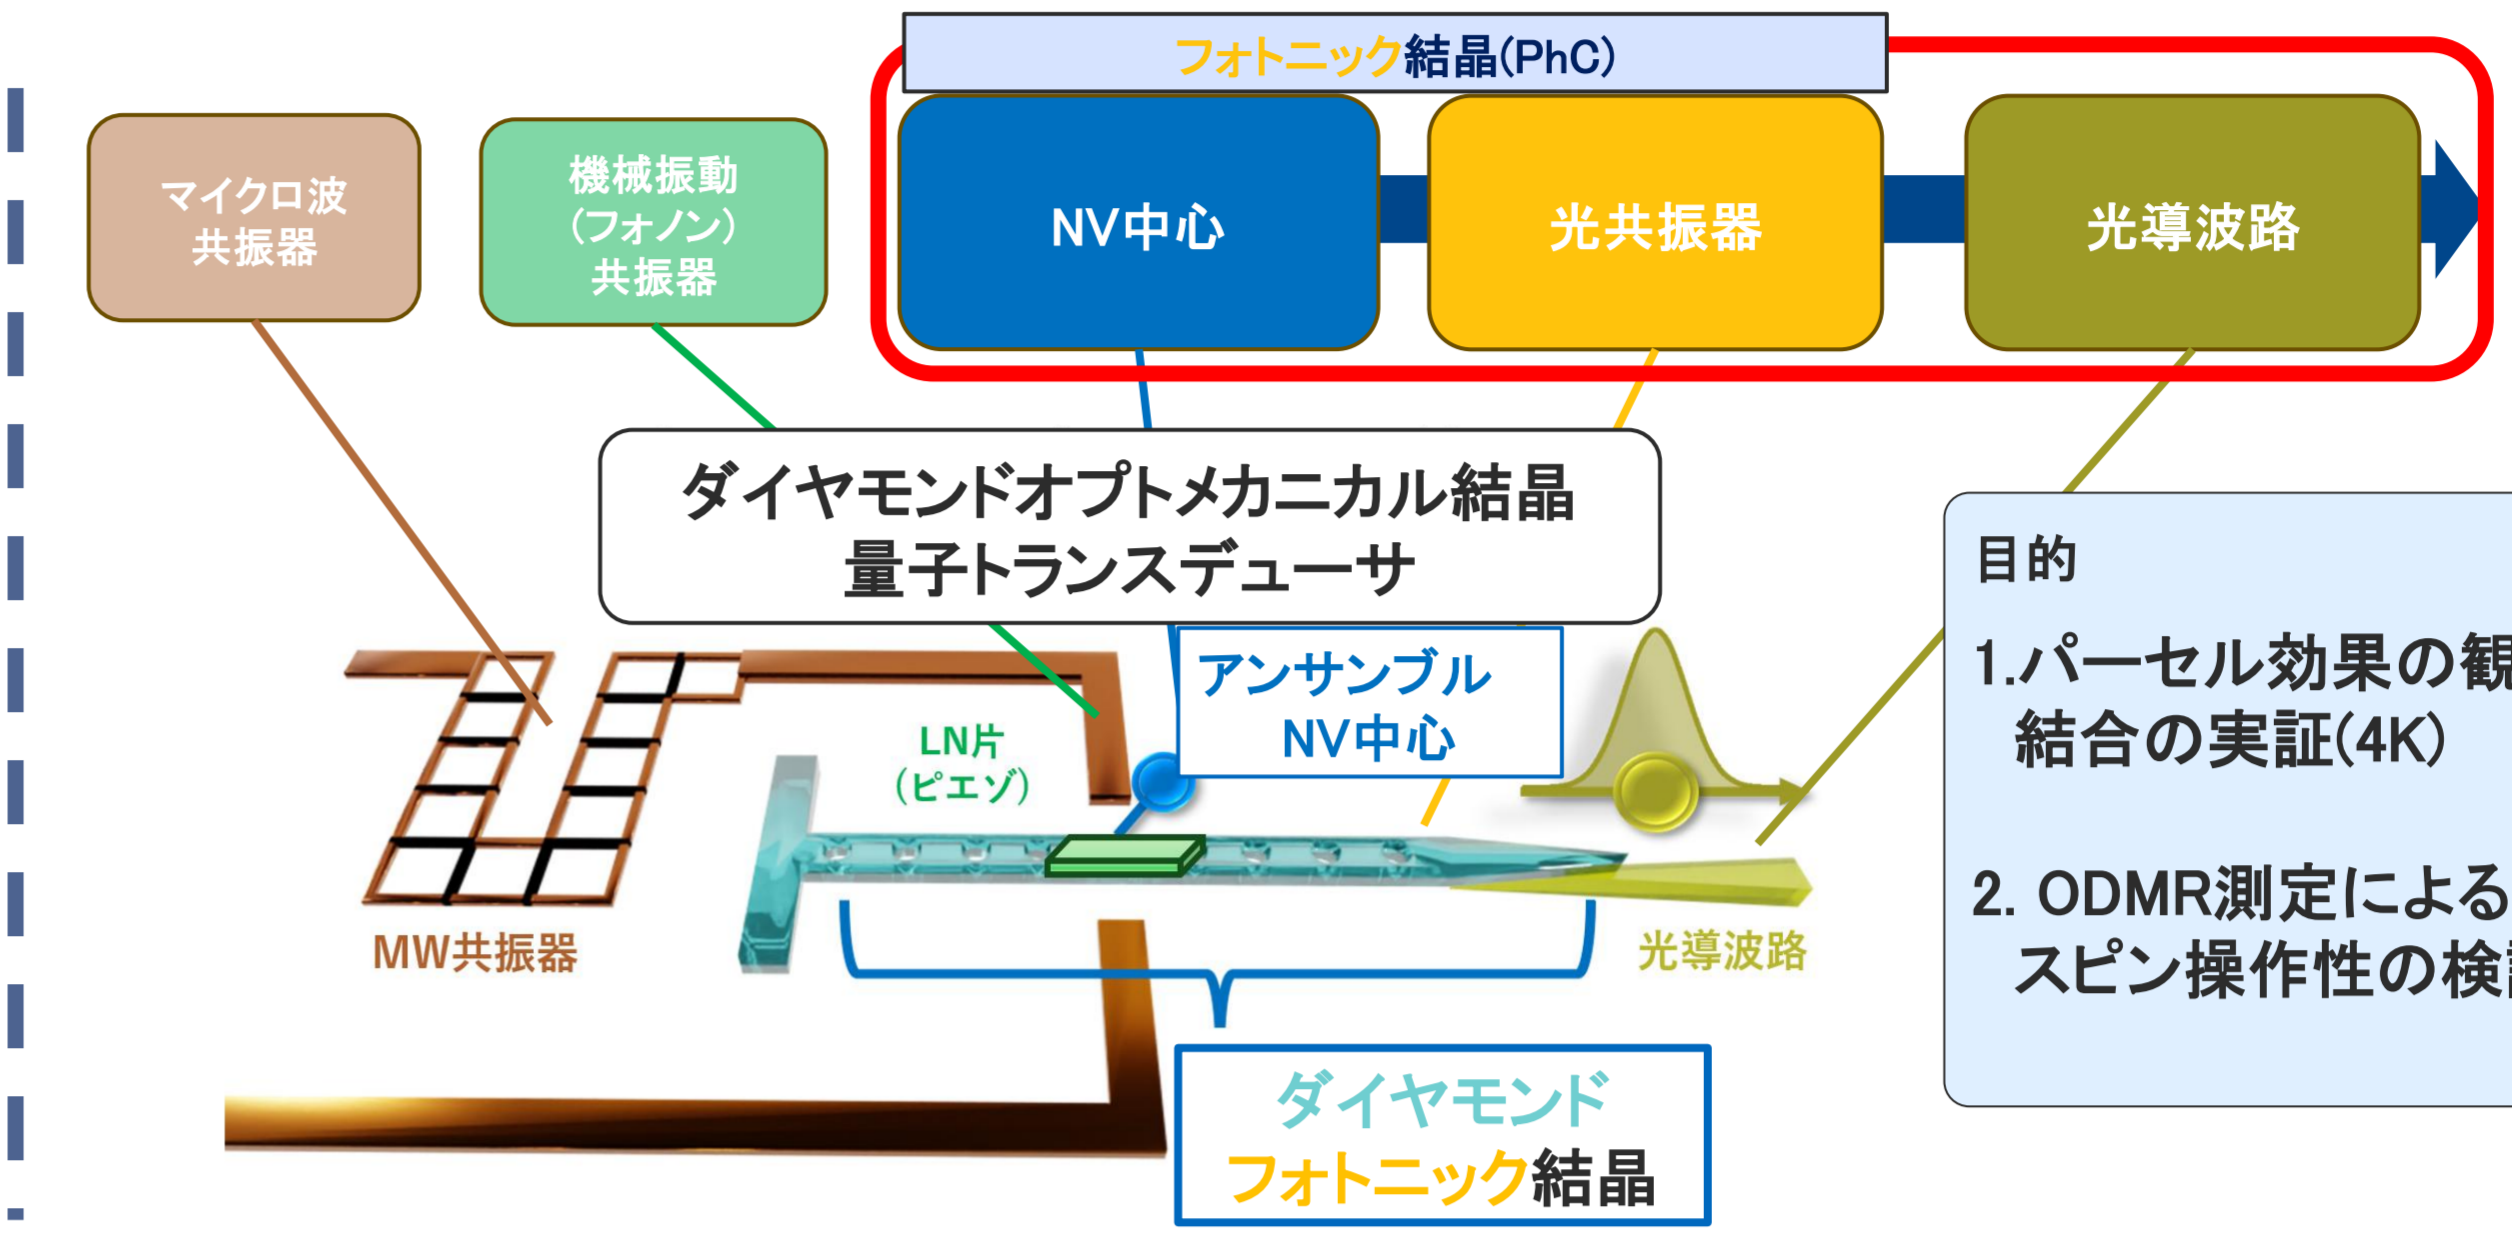 フォトニック結晶(PhC)
マイクロ波
共振器
機械振動
(フォノン)
共振器
NV中心
光共振器
光導波路
ダイヤモンドオプトメカニカル結晶
量子トランスデューサ
アンサンブル
NV中心
LN片
(ピエゾ)
MW共振器
光導波路
ダイヤモンド
フォトニック結晶
目的
1.パーセル効果の観
結合の実証(4K)
2. ODMR測定による
スピン操作性の検